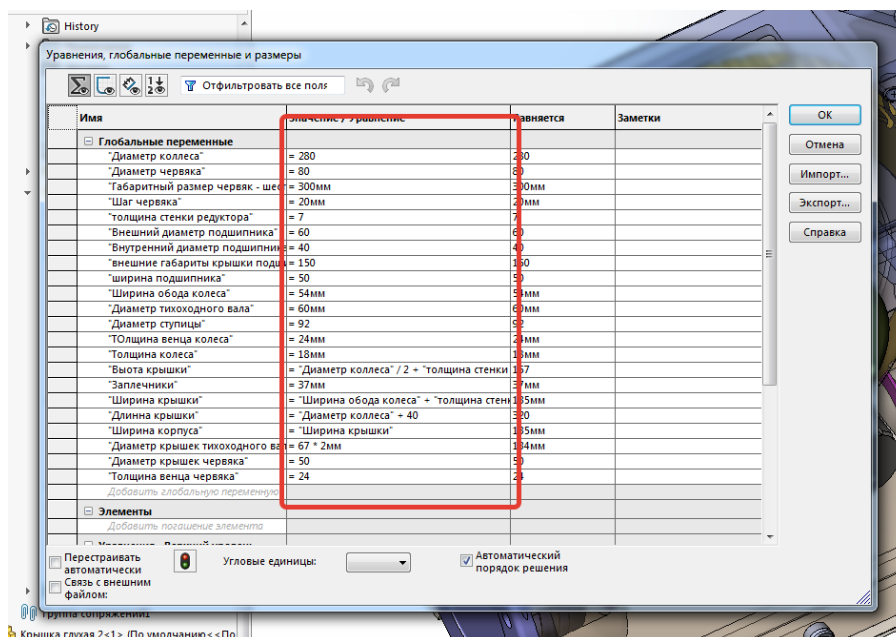 History
Уравнения, глобальные переменные и размеры
Отфильтровать все поля
Имя Значение / Уравнение Равняется Заметки
Глобальные переменные
"Диаметр коллеса" = 280 280
"Диаметр червяка" = 80 80
"Габаритный размер червяк - шест = 300мм 300мм
"Шаг червяка" = 20мм 20мм
"толщина стенки редуктора" = 7 7
"Внешний диаметр подшипника" = 60 60
"Внутренний диаметр подшипника = 40 40
"внешние габариты крышки подш = 150 150
"ширина подшипника" = 50 50
"Ширина обода колеса" = 54мм 54мм
"Диаметр тихоходного вала" = 60мм 60мм
"Диаметр ступицы" = 92 92
"ТОлщина венца колеса" = 24мм 24мм
"Толщина колеса" = 18мм 18мм
"Выота крышки" = "Диаметр коллеса" / 2 + "толщина стенки 167
"Заплечники" = 37мм 37мм
"Ширина крышки" = "Ширина обода колеса" + "толщина стен 135мм
"Длинна крышки" = "Диаметр коллеса" + 40 320
"Ширина корпуса" = "Ширина крышки" 135мм
"Диаметр крышек тихоходного вал = 67 * 2мм 134мм
"Диаметр крышек червяка" = 50 50
"Толщина венца червяка" = 24 24
Добавить глобальную переменную
Элементы
Добавить погашение элемента
OK
Отмена
Импорт...
Экспорт...
Справка
Перестраивать автоматически
Связь с внешним файлом:
Угловые единицы:
Автоматический порядок решения
Группа сопряжений1
Крышка глухая 2<1> (По умолчанию<<По